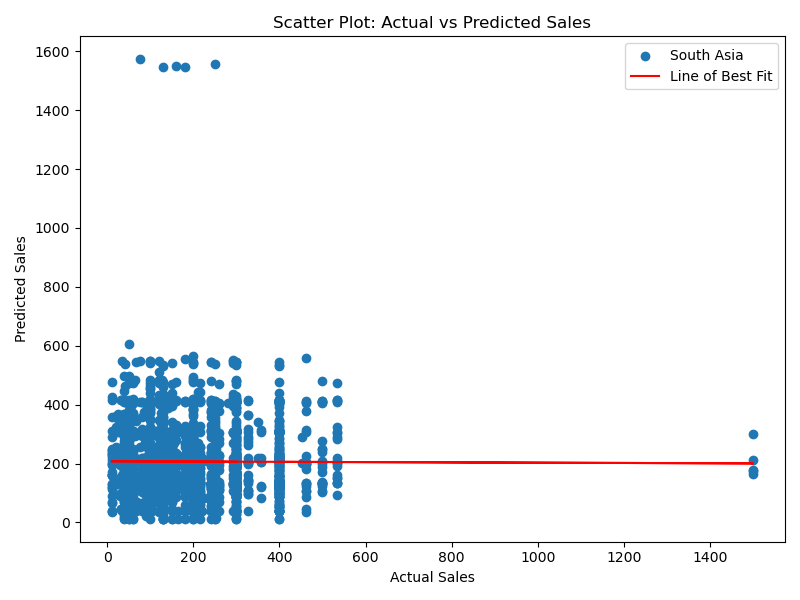 Scatter Plot: Actual vs Predicted Sales
South Asia
Line of Best Fit
Predicted Sales
1600
1400
1200
1000
800
600
400
200
0
0 200 400 600 800 1000 1200 1400
Actual Sales